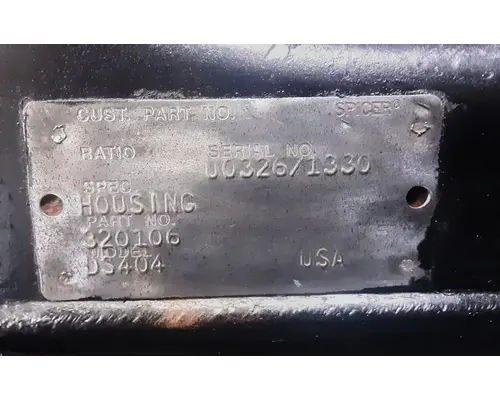 CUST. PART NO. SPICER®
RATIO SERIAL NO.
U0326/1330
SPEC.
HOUSING
PART NO.
320106
MODEL
DS404 USA